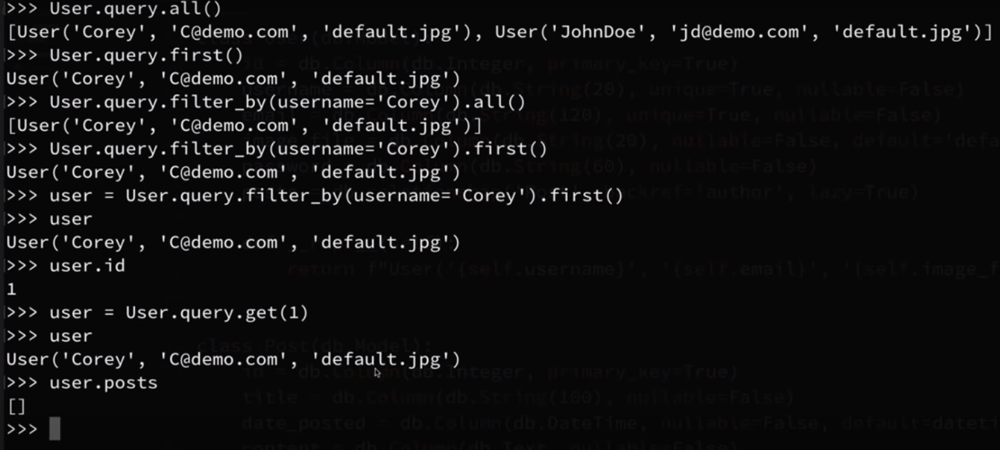 >>> User.query.all()
[User('Corey', 'C@demo.com', 'default.jpg'), User('JohnDoe', 'jd@demo.com', 'default.jpg')]
>>> User.query.first()
User('Corey', 'C@demo.com', 'default.jpg')
>>> User.query.filter_by(username='Corey').all()
[User('Corey', 'C@demo.com', 'default.jpg')]
>>> User.query.filter_by(username='Corey').first()
User('Corey', 'C@demo.com', 'default.jpg')
>>> user = User.query.filter_by(username='Corey').first()
>>> user
User('Corey', 'C@demo.com', 'default.jpg')
>>> user.id
1
>>> user = User.query.get(1)
>>> user
User('Corey', 'C@demo.com', 'default.jpg')
>>> user.posts
[]
>>>